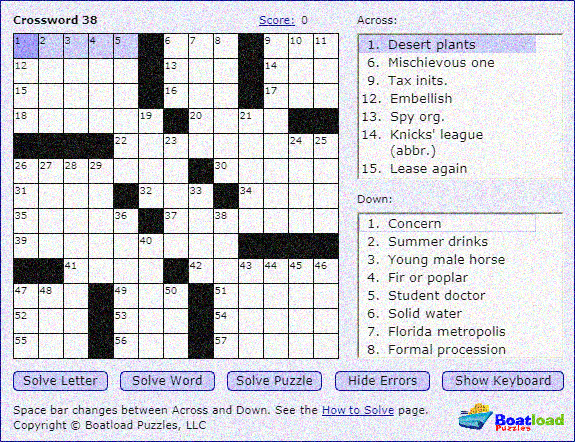 Crossword 38
Score: 0
1 2 3 4 5 6 7 8 9 10 11
12 13 14
15 16 17
18 19 20 21
22 23 24 25
26 27 28 29 30
31 32 33 34
35 36 37 38
39 40
41 42 43 44 45 46
47 48 49 50 51
52 53 54
55 56 57
Across:
1. Desert plants
6. Mischievous one
9. Tax inits.
12. Embellish
13. Spy org.
14. Knicks' league
(abbr.)
15. Lease again
Down:
1. Concern
2. Summer drinks
3. Young male horse
4. Fir or poplar
5. Student doctor
6. Solid water
7. Florida metropolis
8. Formal procession
Solve Letter Solve Word Solve Puzzle Hide Errors Show Keyboard
Space bar changes between Across and Down. See the How to Solve page.
Copyright © Boatload Puzzles, LLC
Boatload
Puzzles